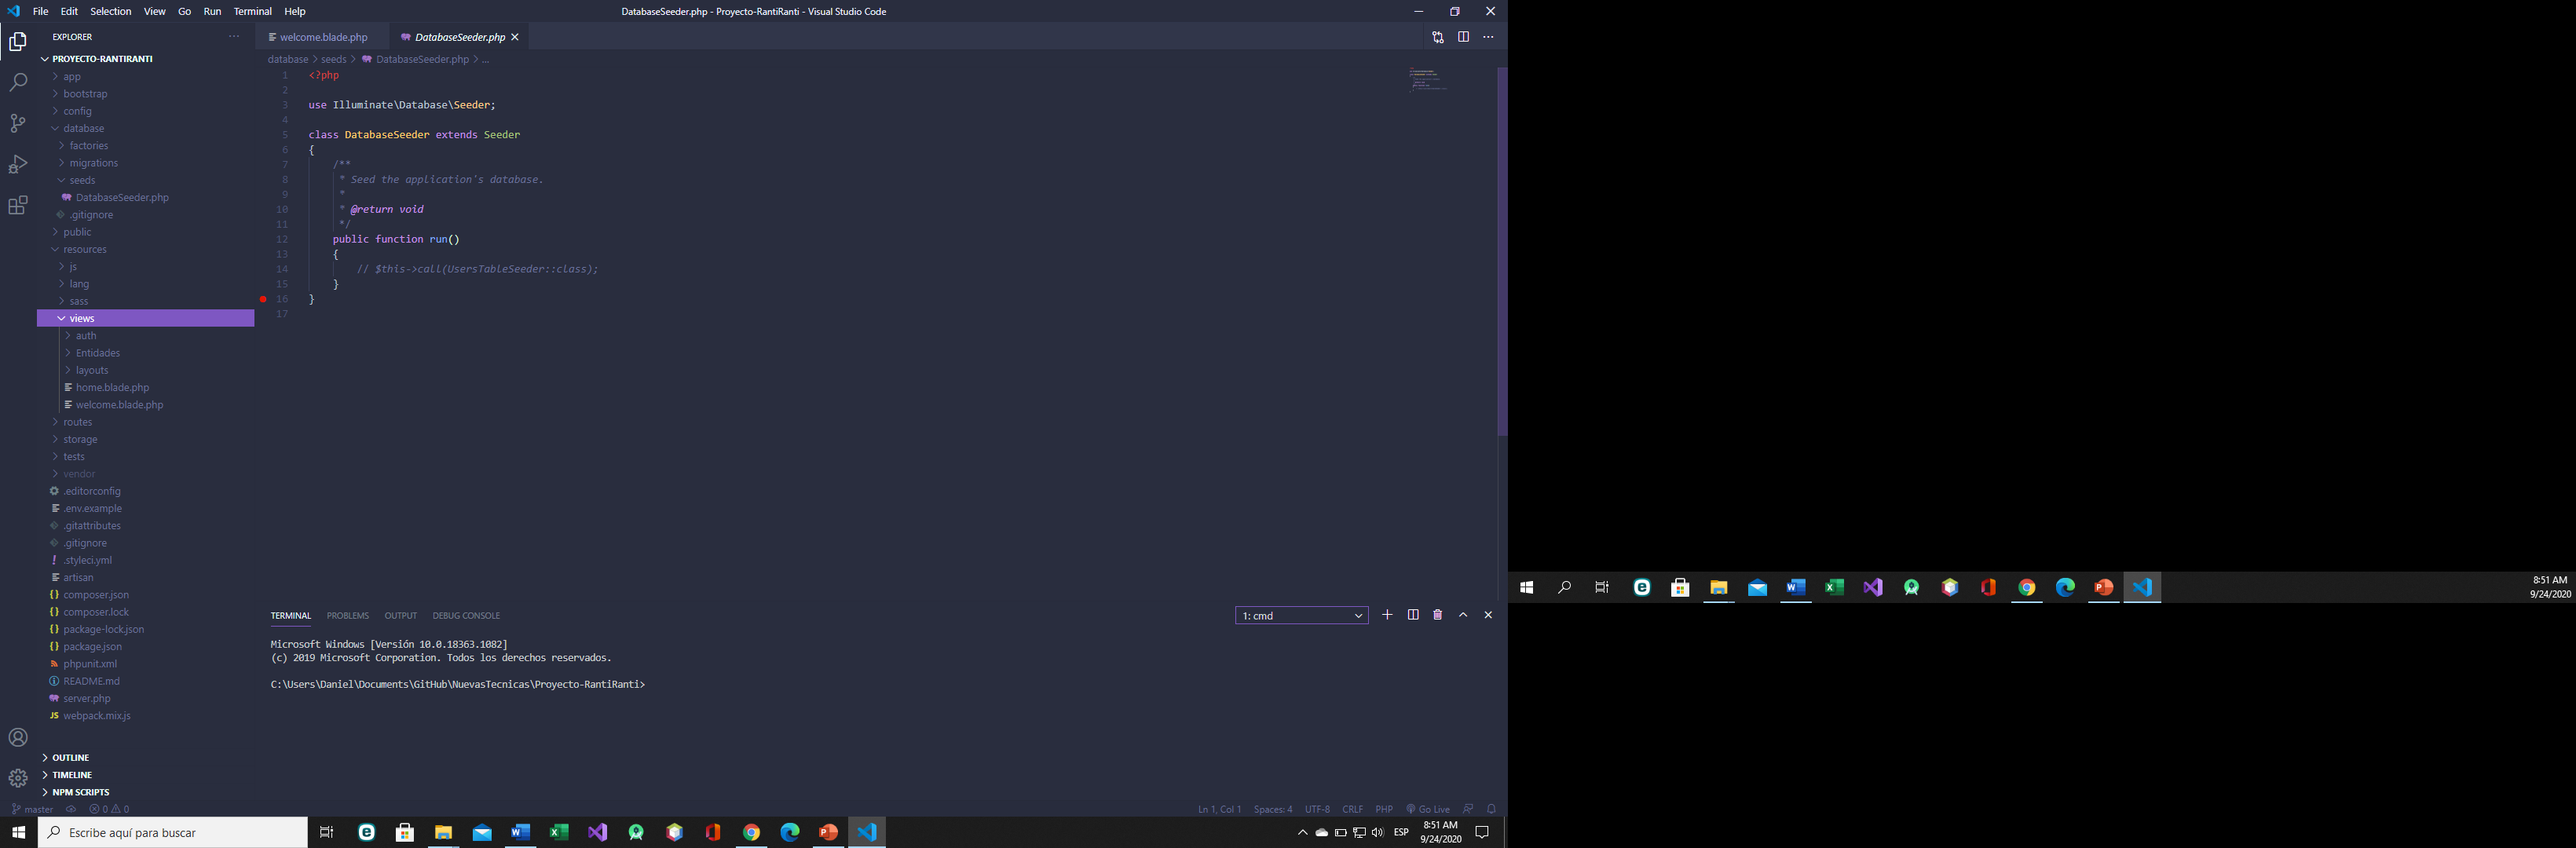 File Edit Selection View Go Run Terminal Help
DatabaseSeeder.php - Proyecto-RantiRanti - Visual Studio Code
EXPLORER
PROYECTO-RANTIRANTI
app
bootstrap
config
database
factories
migrations
seeds
DatabaseSeeder.php
.gitignore
public
resources
js
lang
sass
views
auth
Entidades
layouts
home.blade.php
welcome.blade.php
routes
storage
tests
vendor
.editorconfig
.env.example
.gitattributes
.gitignore
.styleci.yml
artisan
composer.json
composer.lock
package-lock.json
package.json
phpunit.xml
README.md
server.php
webpack.mix.js
OUTLINE
TIMELINE
NPM SCRIPTS
welcome.blade.php
DatabaseSeeder.php
database > seeds > DatabaseSeeder.php > ...
1 <?php
2
3 use Illuminate\Database\Seeder;
4
5 class DatabaseSeeder extends Seeder
6 {
7 /**
8 * Seed the application's database.
9 *
10 * @return void
11 */
12 public function run()
13 {
14 // $this->call(UsersTableSeeder::class);
15 }
16 }
17
TERMINAL PROBLEMS OUTPUT DEBUG CONSOLE
1: cmd
Microsoft Windows [Versión 10.0.18363.1082]
(c) 2019 Microsoft Corporation. Todos los derechos reservados.
C:\Users\Daniel\Documents\GitHub\NuevasTecnicas\Proyecto-RantiRanti>
master 0 0
Ln 1, Col 1 Spaces: 4 UTF-8 CRLF PHP Go Live
Escribe aquí para buscar
ESP
8:51 AM
9/24/2020
8:51 AM
9/24/2020